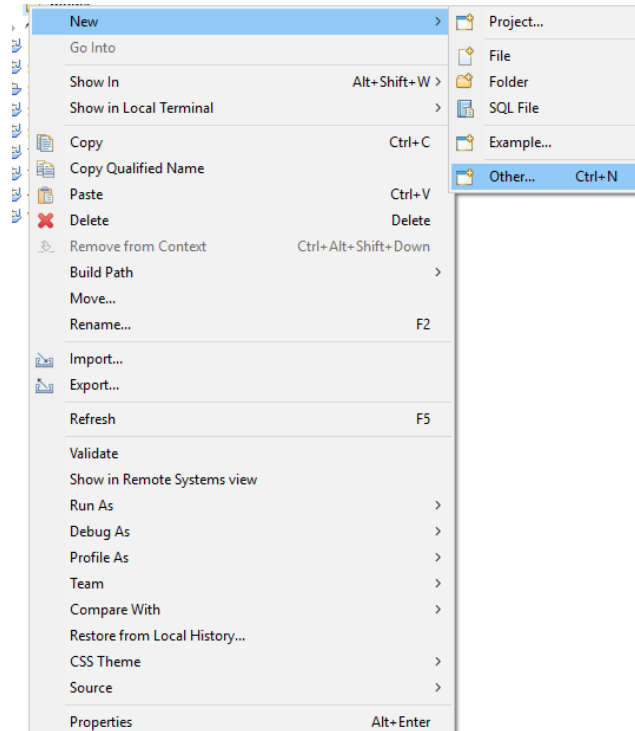 New
Go Into
Show In Alt+Shift+W >
Show in Local Terminal >
Copy Ctrl+C
Copy Qualified Name
Paste Ctrl+V
Delete Delete
Remove from Context Ctrl+Alt+Shift+Down
Build Path >
Move...
Rename... F2
Import...
Export...
Refresh F5
Validate
Show in Remote Systems view
Run As >
Debug As >
Profile As >
Team >
Compare With >
Restore from Local History...
CSS Theme >
Source >
Properties Alt+Enter
Project...
File
Folder
SQL File
Example...
Other... Ctrl+N